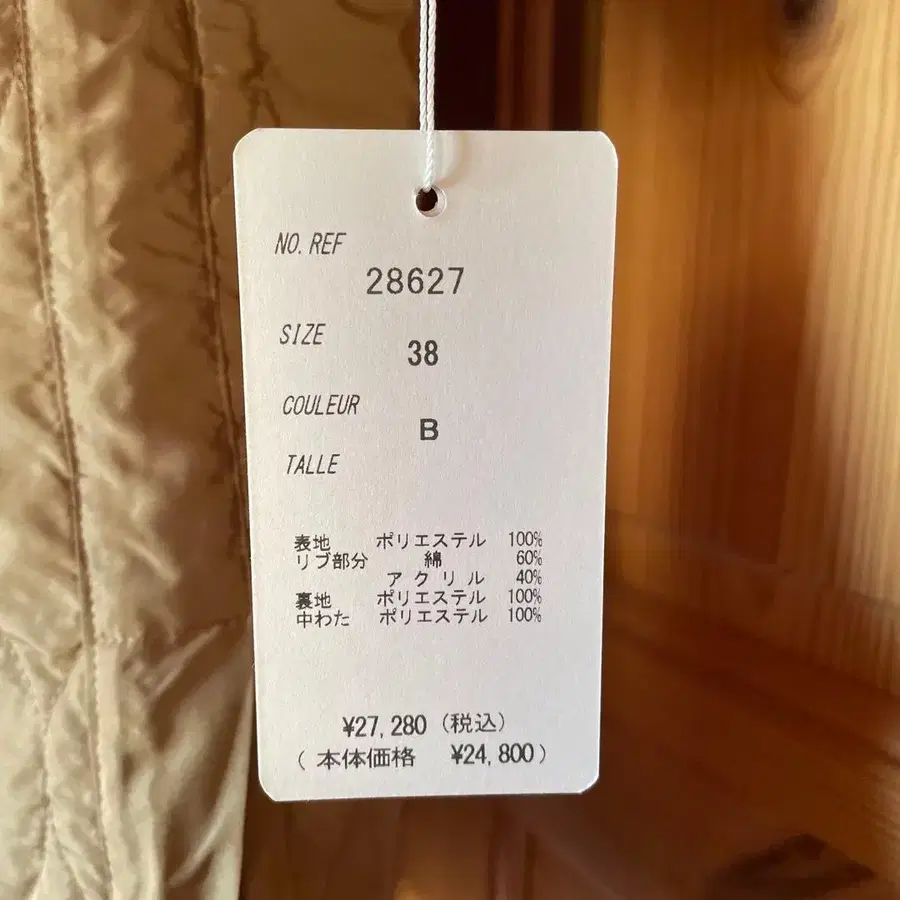 NO. REF
28627
SIZE
38
COULEUR
B
TALLE
表地 ポリエステル 100%
リブ部分 綿 60%
アクリル 40%
裏地 ポリエステル 100%
中わた ポリエステル 100%
¥27,280 (税込)
(本体価格 ¥24,800)